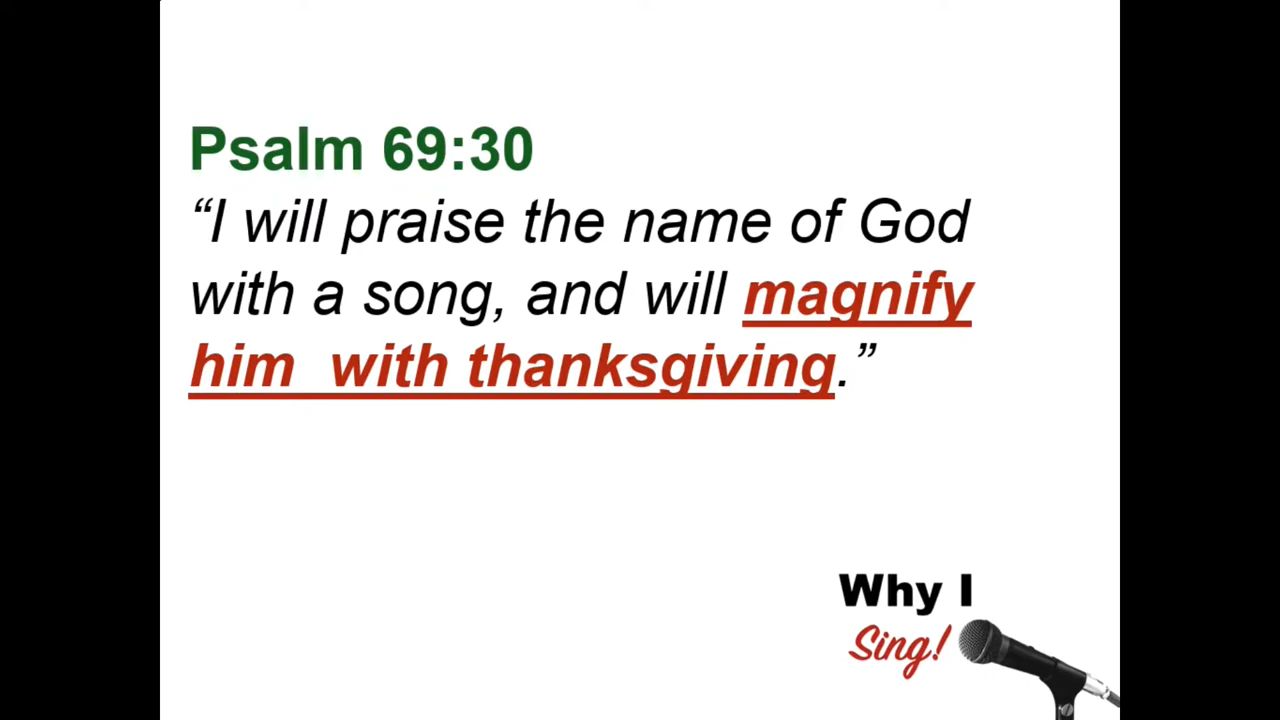 Psalm 69:30
“I will praise the name of God
with a song, and will magnify
him  with thanksgiving.”
Why I
Sing!